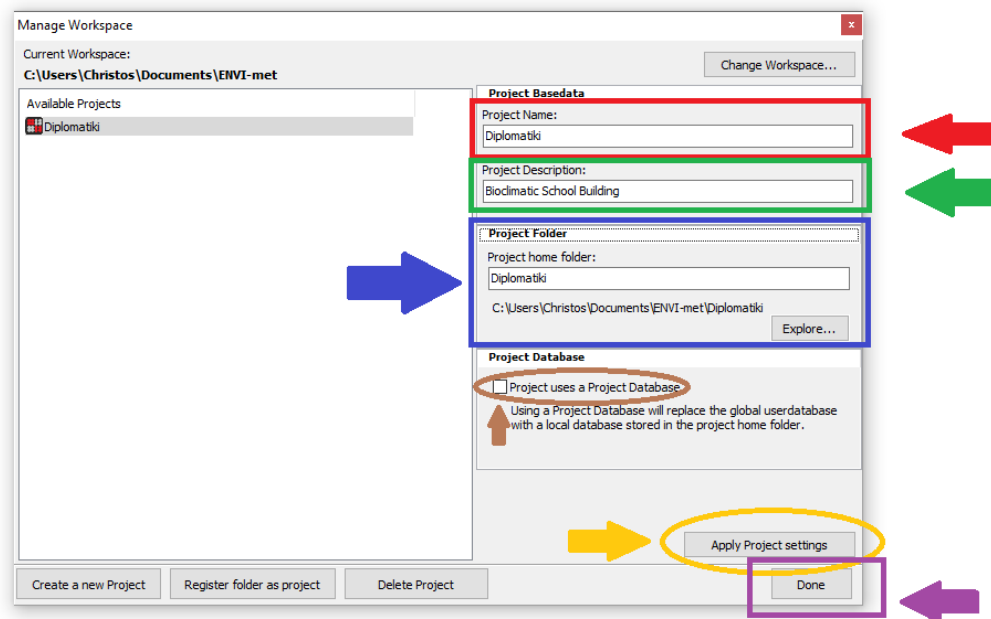 Manage Workspace
x
Current Workspace:
C:\Users\Christos\Documents\ENVI-met
Change Workspace...
Available Projects
Diplomatiki
Project Basedata
Project Name:
Diplomatiki
Project Description:
Bioclimatic School Building
Project Folder
Project home folder:
Diplomatiki
C:\Users\Christos\Documents\ENVI-met\Diplomatiki
Explore...
Project Database
Project uses a Project Database
Using a Project Database will replace the global userdatabase
with a local database stored in the project home folder.
Apply Project settings
Create a new Project
Register folder as project
Delete Project
Done